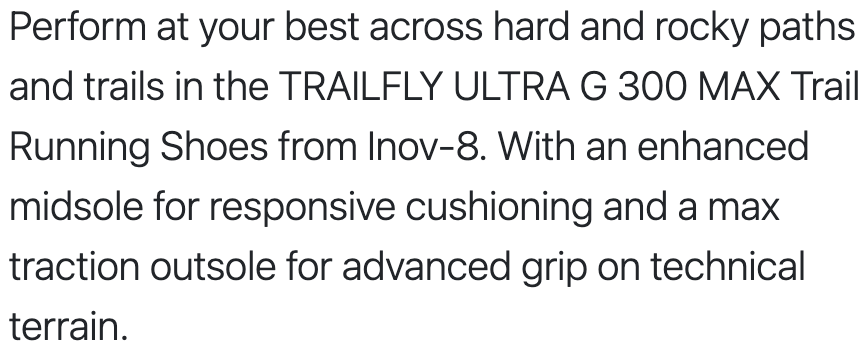 Perform at your best across hard and rocky paths
and trails in the TRAILFLY ULTRA G 300 MAX Trail
Running Shoes from Inov-8. With an enhanced
midsole for responsive cushioning and a max
traction outsole for advanced grip on technical
terrain.